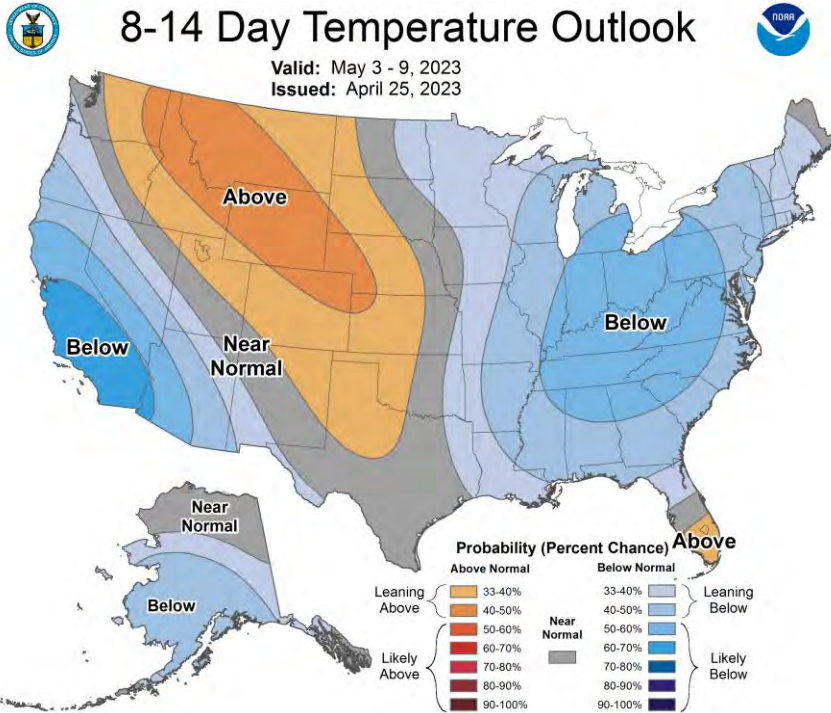 8-14 Day Temperature Outlook
NOAA
Valid: May 3 - 9, 2023
Issued: April 25, 2023
Above
Below
Near
Normal
Below
Near
Normal
Below
Above
Probability (Percent Chance)
Above Normal
Below Normal
Leaning
Above
33-40%
40-50%
Likely
Above
50-60%
60-70%
70-80%
80-90%
90-100%
Near
Normal
33-40%
40-50%
Leaning
Below
50-60%
60-70%
70-80%
80-90%
90-100%
Likely
Below